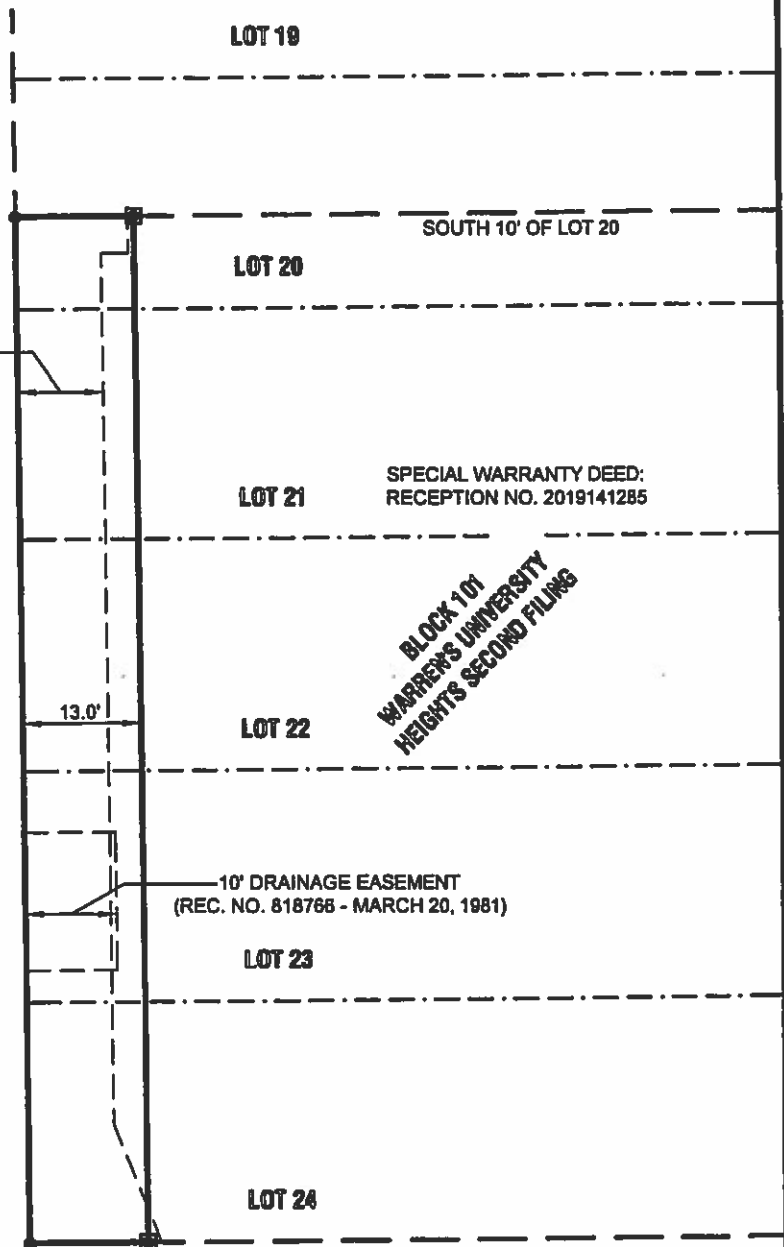 LOT 19
SOUTH 10' OF LOT 20
LOT 20
SPECIAL WARRANTY DEED:
LOT 21
RECEPTION NO. 2019141285
BLOCK 101
WARREN'S UNIVERSITY
HEIGHTS SECOND FILING
13.0'
LOT 22
10' DRAINAGE EASEMENT
(REC. NO. 818766 - MARCH 20, 1981)
LOT 23
LOT 24